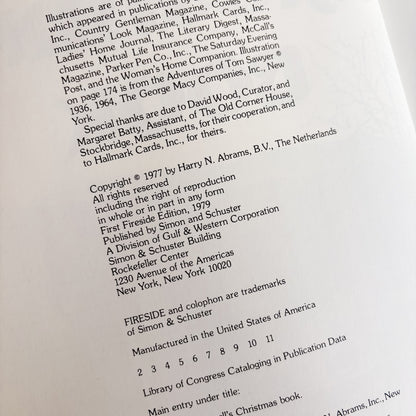 Illustrations are of
which appeared in publications by
Inc., Country Gentleman Magazine, Cowles
munications' Look Magazine, Hallmark Cards, Inc.,
Ladies' Home Journal, The Literary Digest, Massa-
chusetts Mutual Life Insurance Company, McCall's
Magazine, Parker Pen Co., Inc., The Saturday Evening
Post, and the Woman's Home Companion. Illustration
on page 174 is from the Adventures of Tom Sawyer ®
1936, 1964, The George Macy Companies, Inc., New
York.
Special thanks are due to David Wood, Curator, and
Margaret Batty, Assistant, of The Old Corner House,
Stockbridge, Massachusetts, for their cooperation, and
to Hallmark Cards, Inc., for theirs.
Copyright © 1977 by Harry N. Abrams, B.V., The Netherlands
All rights reserved
including the right of reproduction
in whole or in part in any form
First Fireside Edition, 1979
Published by Simon and Schuster
A Division of Gulf & Western Corporation
Simon & Schuster Building
Rockefeller Center
1230 Avenue of the Americas
New York, New York 10020
FIRESIDE and colophon are trademarks
of Simon & Schuster
Manufactured in the United States of America
2 3 4 5 6 7 8 9 10 11
Library of Congress Cataloging in Publication Data
Main entry under title:
Christmas book.
N. Abrams, Inc., New